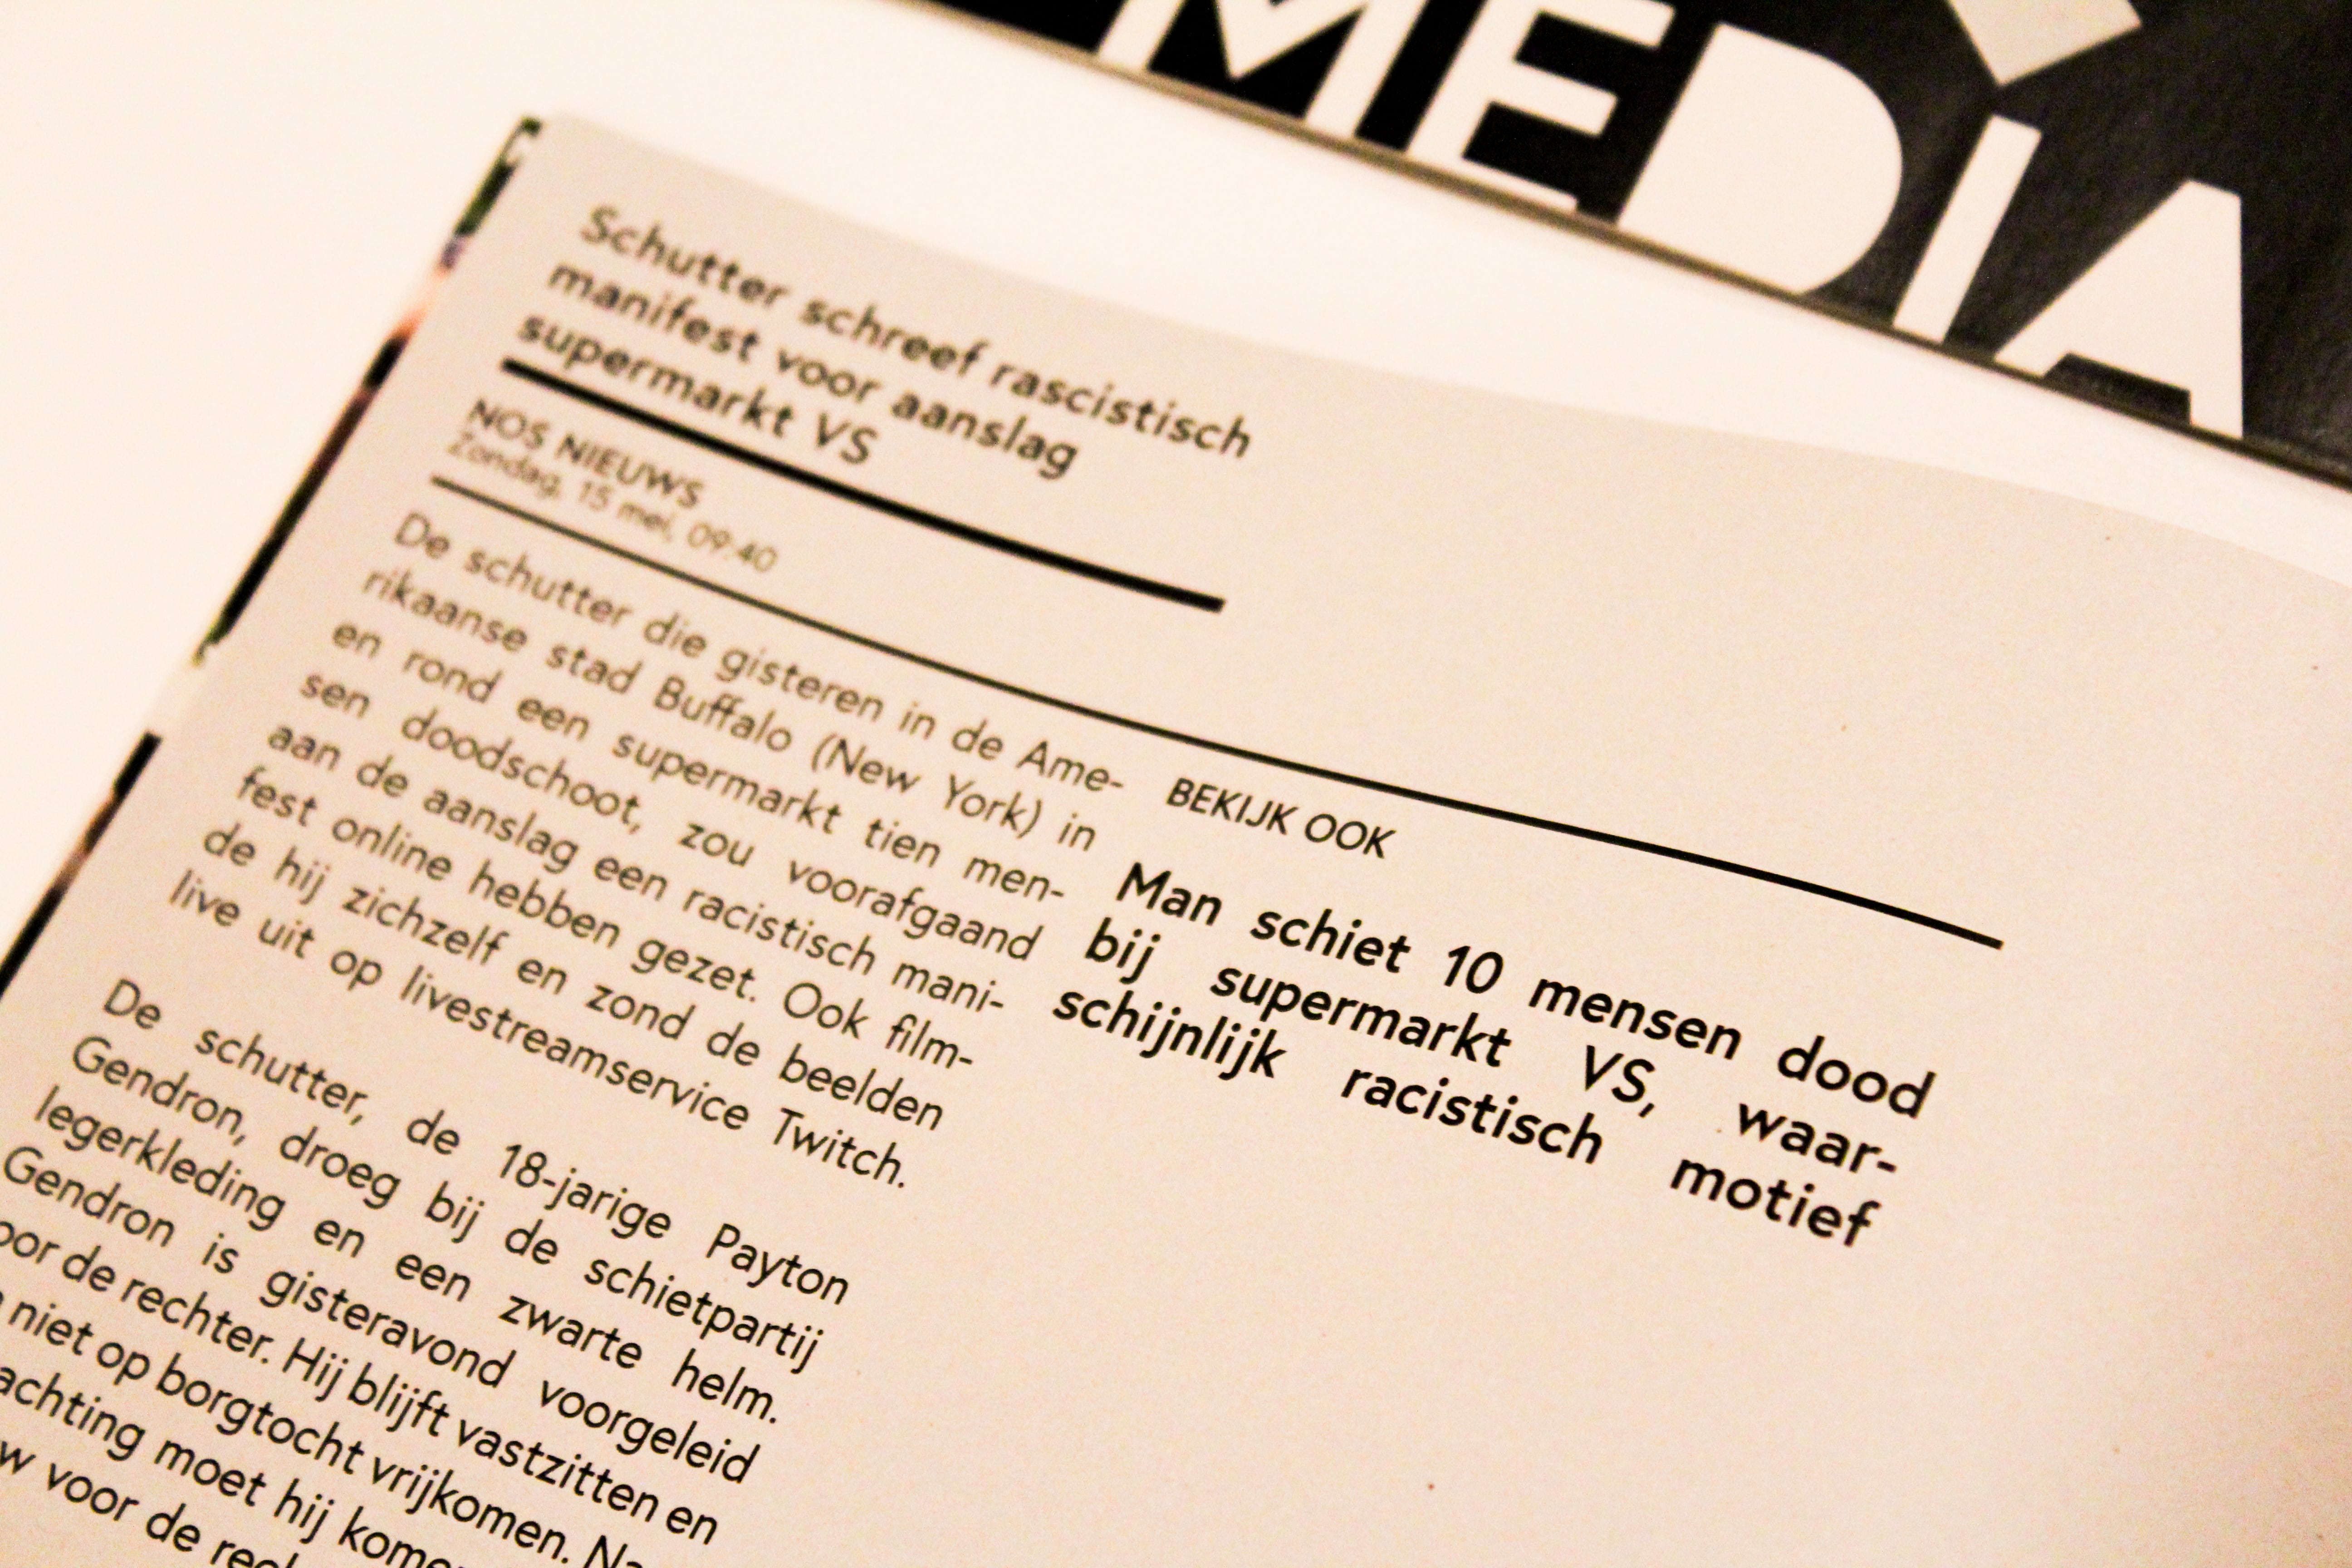 MEDIA
Schutter schreef rascistisch
manifest voor aanslag
supermarkt VS
NOS NIEUWS
Zondag, 15 mei, 09:40
De schutter die gisteren in de Ame-
rikaanse stad Buffalo (New York) in
en rond een supermarkt tien men-
sen doodschoot, zou voorafgaand
aan de aanslag een racistisch mani-
fest online hebben gezet. Ook film-
de hij zichzelf en zond de beelden
live uit op livestreamservice Twitch.
De schutter, de 18-jarige Payton
Gendron, droeg bij de schietpartij
legerkleding en een zwarte helm.
Gendron is gisteravond voorgeleid
de rechter. Hij blijft vastzitten en
niet op borgtocht vrijkomen.
moet hij
voor de
BEKIJK OOK
Man schiet 10 mensen dood
bij supermarkt VS, waar-
schijnlijk racistisch motief